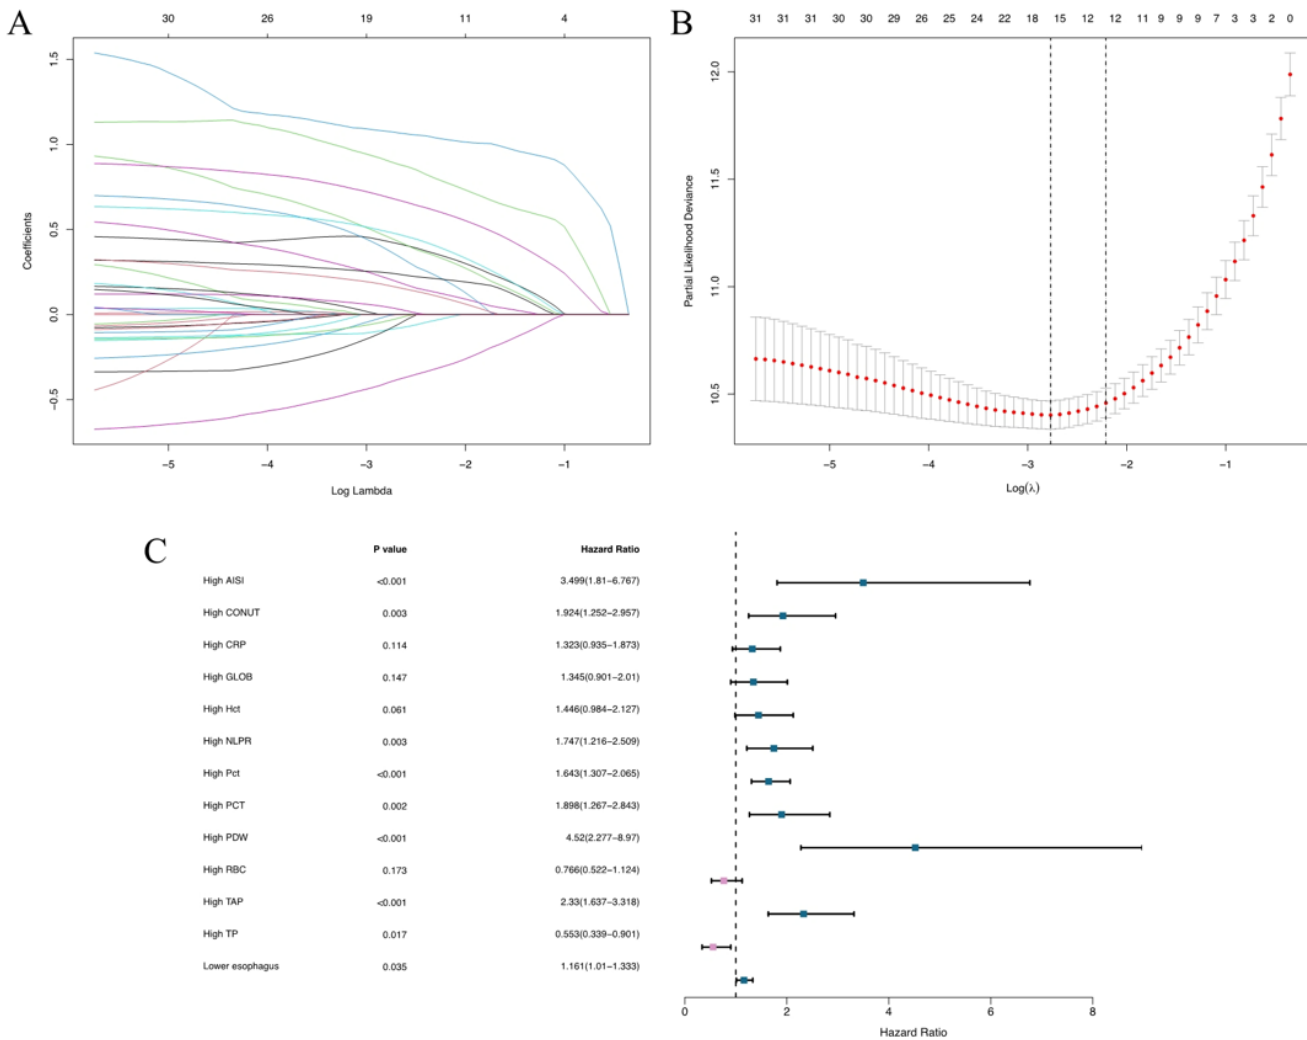 A
30 26 19 11 4
1.5
1.0
0.5
0.0
−0.5
Coefficients
−5 −4 −3 −2 −1
Log Lambda
B
31 31 31 30 30 26 25 24 22 18 15 12 12 11 9 9 9 7 3 3 2 0
12.0
11.5
11.0
10.5
Partial Likelihood Deviance
−5 −4 −3 −2 −1
Log(λ)
C
P value Hazard Ratio
High AISI <0.001 3.499(1.81−6.767)
High CONUT 0.003 1.924(1.252−2.957)
High CRP 0.114 1.323(0.935−1.873)
High GLOB 0.147 1.345(0.901−2.01)
High Hct 0.061 1.446(0.984−2.127)
High NLPR 0.003 1.747(1.216−2.509)
High Pct <0.001 1.643(1.307−2.065)
High PCT 0.002 1.898(1.267−2.843)
High PDW <0.001 4.52(2.277−8.97)
High RBC 0.173 0.766(0.522−1.124)
High TAP <0.001 2.33(1.637−3.318)
High TP 0.017 0.553(0.339−0.901)
Lower esophagus 0.035 1.161(1.01−1.333)
0 2 4 6 8
Hazard Ratio